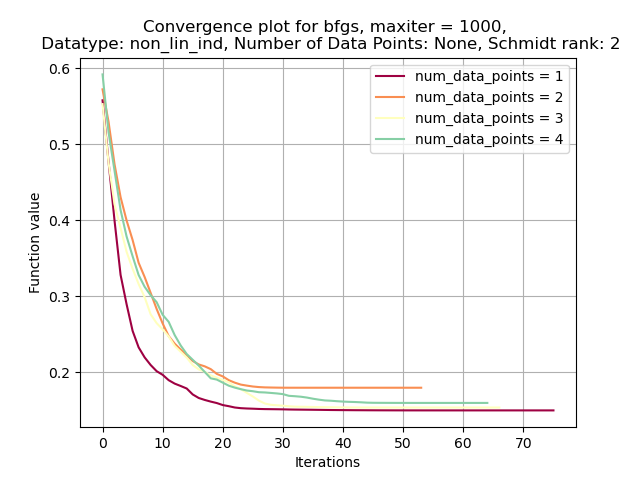 Convergence plot for bfgs, maxiter = 1000,
Datatype: non_lin_ind, Number of Data Points: None, Schmidt rank: 2
num_data_points = 1
num_data_points = 2
num_data_points = 3
num_data_points = 4
Function value
0.6
0.5
0.4
0.3
0.2
0 10 20 30 40 50 60 70
Iterations